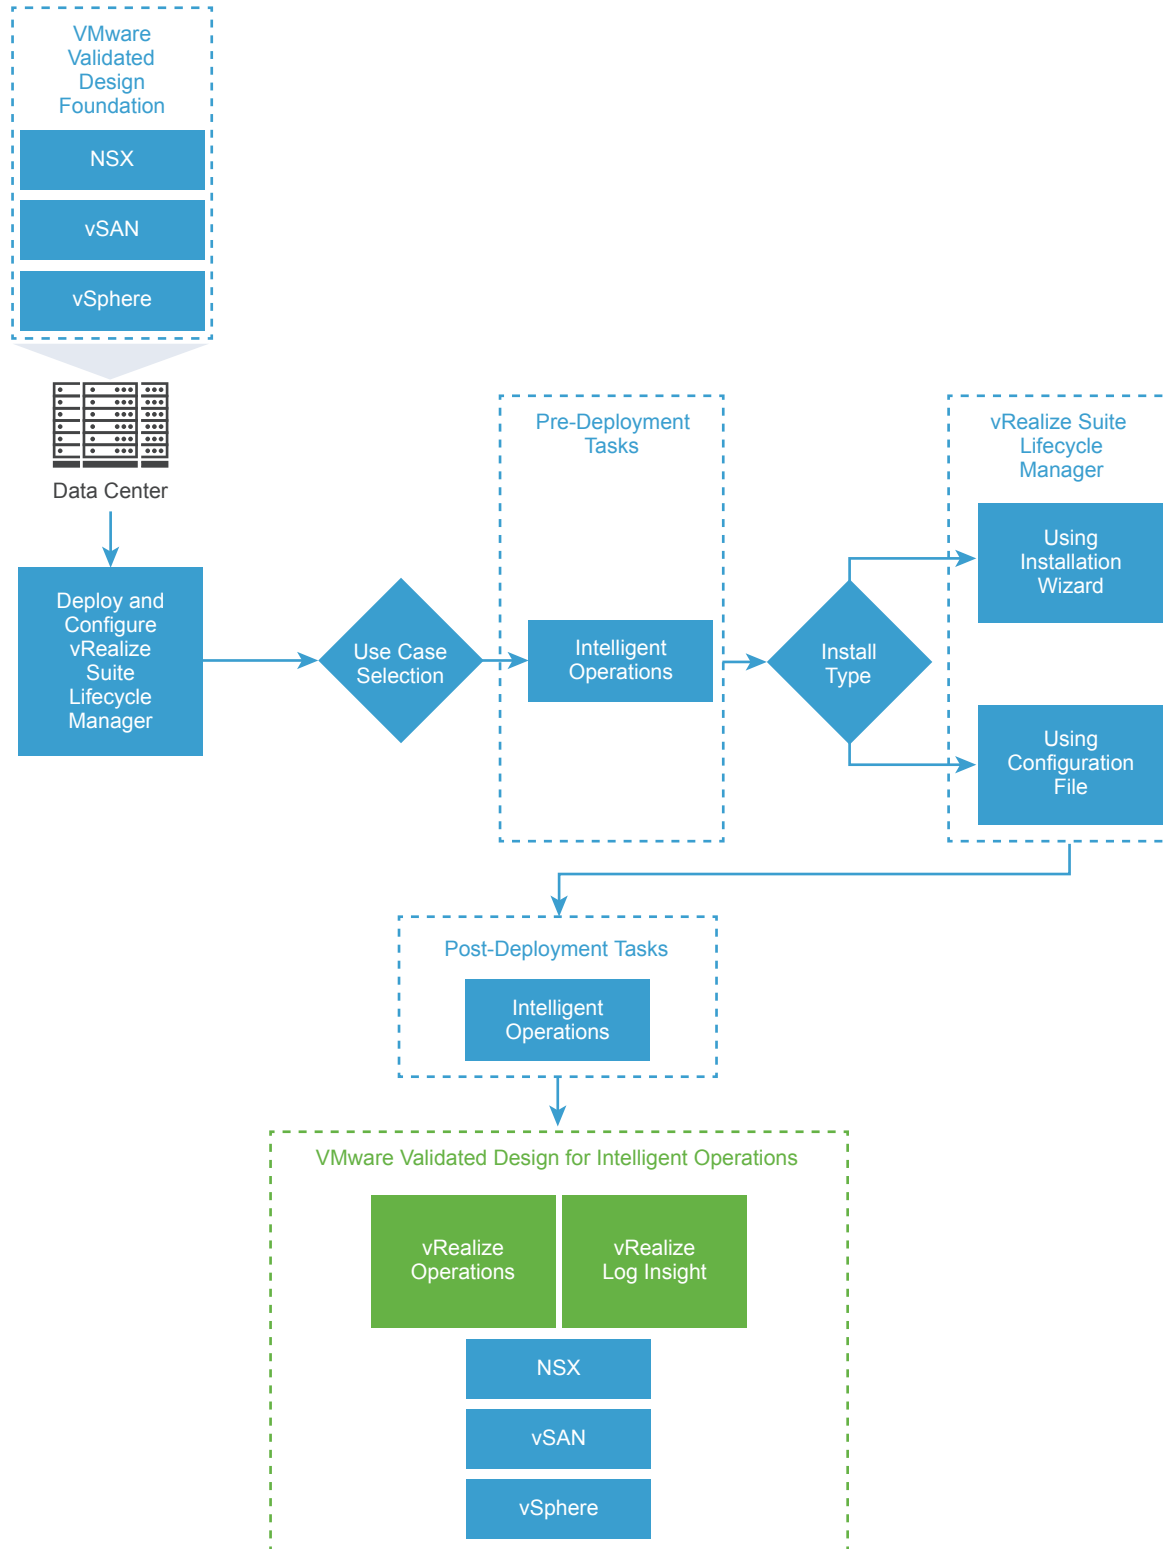 VMware
Validated
Design
Foundation
NSX
vSAN
vSphere
Data Center
Deploy and
Configure
vRealize
Suite
Lifecycle
Manager
Use Case
Selection
Pre-Deployment
Tasks
Intelligent
Operations
Install
Type
vRealize Suite
Lifecycle
Manager
Using
Installation
Wizard
Using
Configuration
File
Post-Deployment Tasks
Intelligent
Operations
VMware Validated Design for Intelligent Operations
vRealize
Operations
vRealize
Log Insight
NSX
vSAN
vSphere